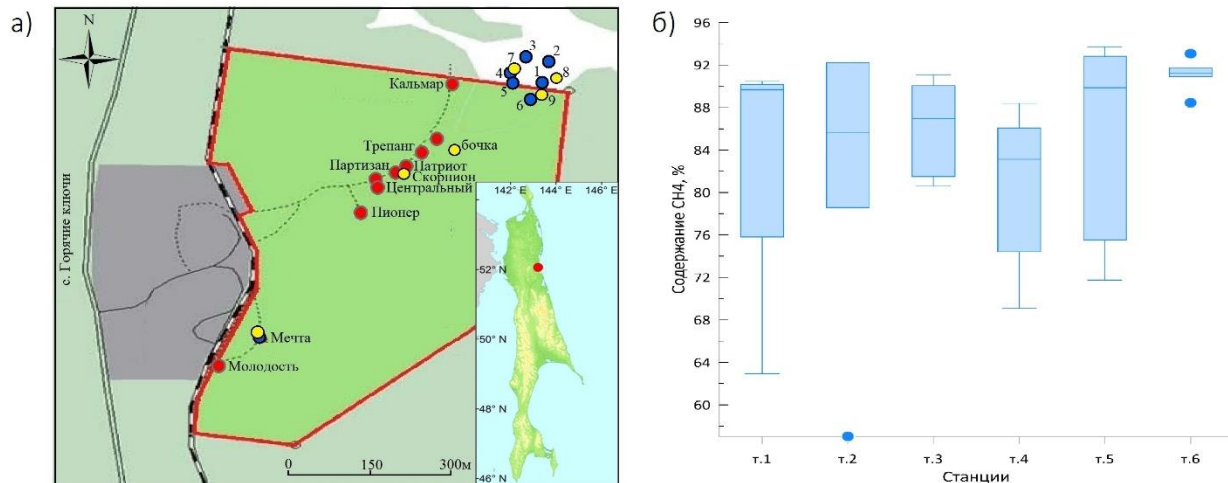 а)
N
3
2
7
4
1
8
5
6
9
Кальмар
Трепанг
бочка
Партизан
Патриот
Скорпион
Центральный
Пионер
с. Горячие ключи
Мечта
Молодость
0 150 300м
142° E 144° E 146° E
52° N
50° N
48° N
46° N
б)
Содержание CH4, %
96
92
88
84
80
76
72
68
64
60
т.1 т.2 т.3 т.4 т.5 т.6
Станции